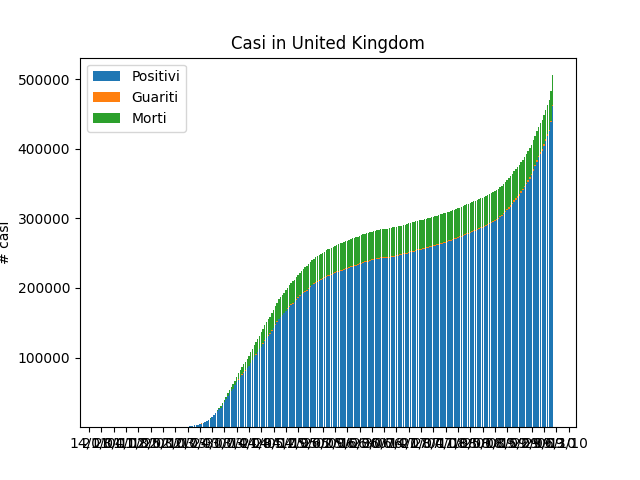 Casi in United Kingdom
Positivi
Guariti
Morti
# casi
500000
400000
300000
200000
100000